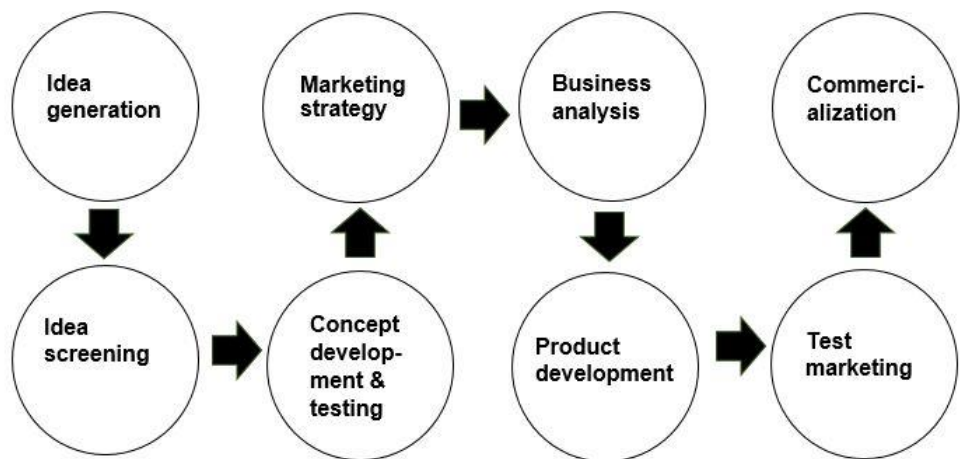 Idea
generation
Idea
screening
Concept
develop-
ment &
testing
Marketing
strategy
Business
analysis
Product
development
Test
marketing
Commerci-
alization